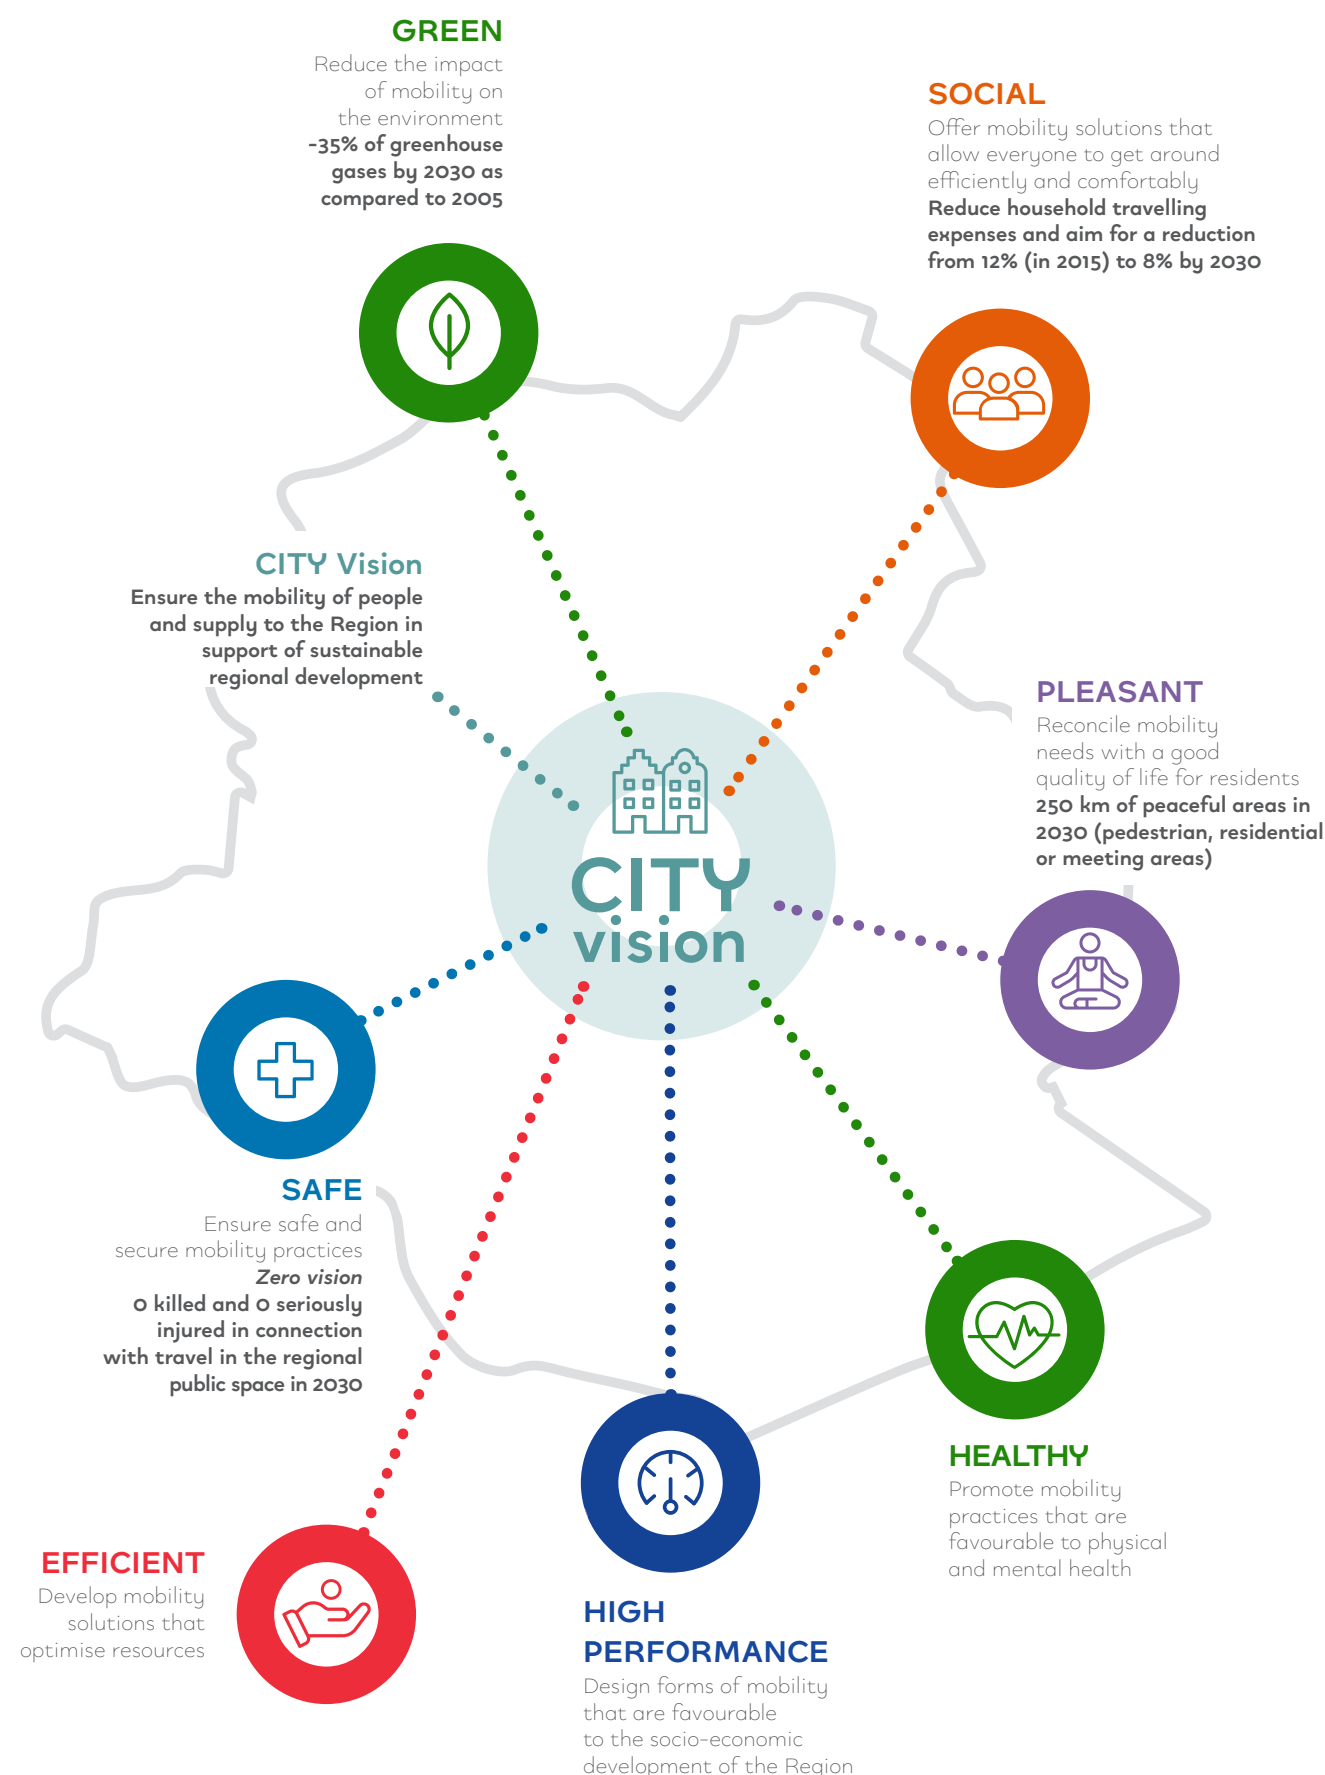 GREEN
Reduce the impact
of mobility on
the environment
-35% of greenhouse
gases by 2030 as
compared to 2005
SOCIAL
Offer mobility solutions that
allow everyone to get around
efficiently and comfortably
Reduce household travelling
expenses and aim for a reduction
from 12% (in 2015) to 8% by 2030
CITY Vision
Ensure the mobility of people
and supply to the Region in
support of sustainable
regional development
PLEASANT
Reconcile mobility
needs with a good
quality of life for residents
250 km of peaceful areas in
2030 (pedestrian, residential
or meeting areas)
CITY
vision
SAFE
Ensure safe and
secure mobility practices
Zero vision
0 killed and 0 seriously
injured in connection
with travel in the regional
public space in 2030
HEALTHY
Promote mobility
practices that are
favourable to physical
and mental health
EFFICIENT
Develop mobility
solutions that
optimise resources
HIGH
PERFORMANCE
Design forms of mobility
that are favourable
to the socio-economic
development of the Region